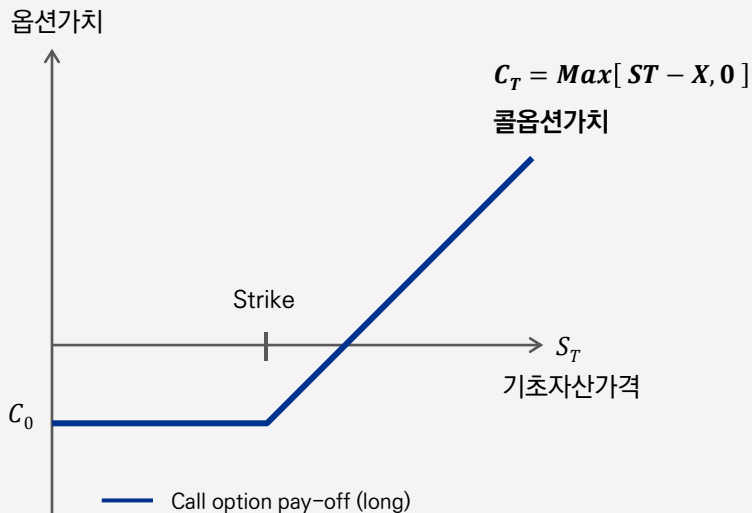 옵션가치
C_T = Max[ ST − X, 0 ]
콜옵션가치
Strike
S_T
기초자산가격
C_0
Call option pay-off (long)